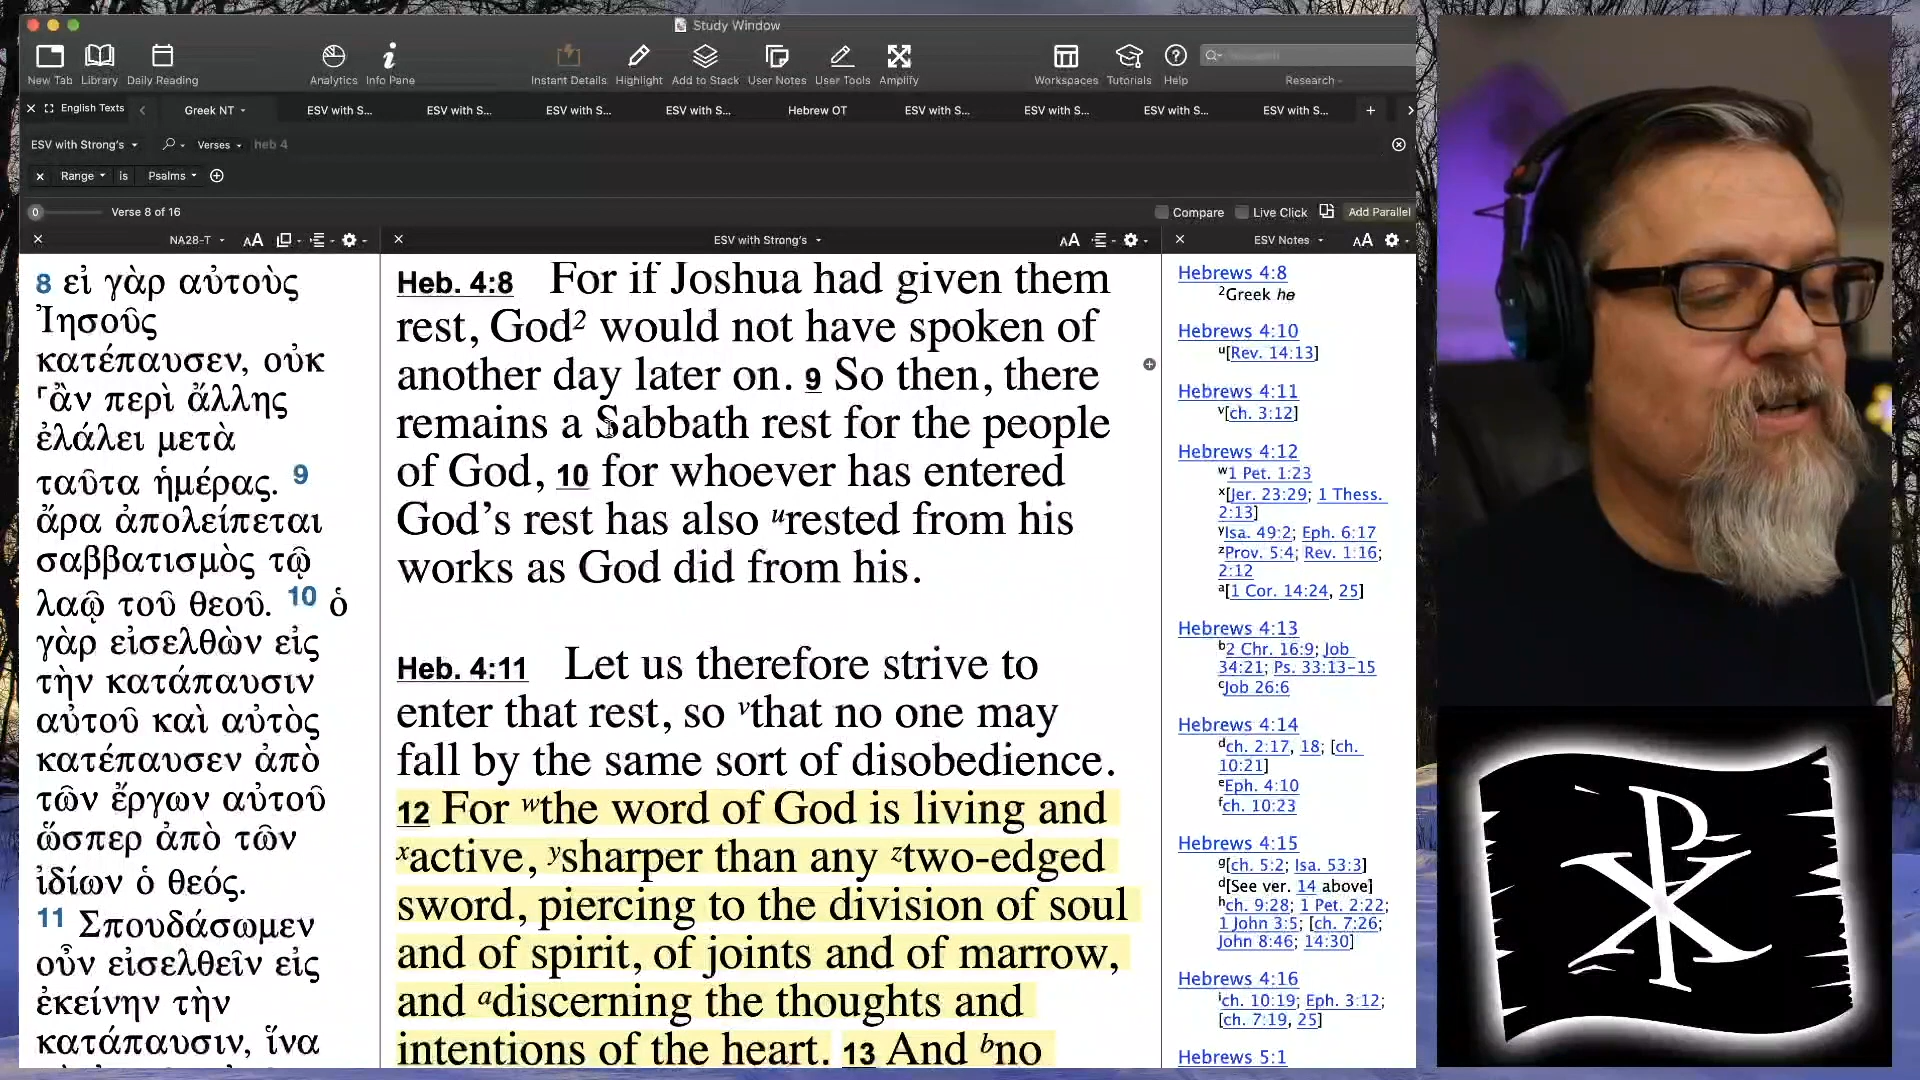 Study Window
New Tab Library Daily Reading Analytics Info Pane Instant Details Highlight Add to Stack User Notes User Tools Amplify Workspaces Tutorials Help Research
English Texts Greek NT ESV with S... ESV with S... ESV with S... ESV with S... Hebrew OT ESV with S... ESV with S... ESV with S... ESV with S...
ESV with Strong's Verses heb 4
Range is Psalms
0 Verse 8 of 16 Compare Live Click Add Parallel
NA28-T ESV with Strong's ESV Notes
8 εἰ γὰρ αὐτοὺς
Ἰησοῦς
κατέπαυσεν, οὐκ
⸀ἂν περὶ ἄλλης
ἐλάλει μετὰ
ταῦτα ἡμέρας. 9
ἄρα ἀπολείπεται
σαββατισμὸς τῷ
λαῷ τοῦ θεοῦ. 10 ὁ
γὰρ εἰσελθὼν εἰς
τὴν κατάπαυσιν
αὐτοῦ καὶ αὐτὸς
κατέπαυσεν ἀπὸ
τῶν ἔργων αὐτοῦ
ὥσπερ ἀπὸ τῶν
ἰδίων ὁ θεός.
11 Σπουδάσωμεν
οὖν εἰσελθεῖν εἰς
ἐκείνην τὴν
κατάπαυσιν, ἵνα
Heb. 4:8 For if Joshua had given them
rest, God2 would not have spoken of
another day later on. 9 So then, there
remains a Sabbath rest for the people
of God, 10 for whoever has entered
God’s rest has also urested from his
works as God did from his.
Heb. 4:11 Let us therefore strive to
enter that rest, so vthat no one may
fall by the same sort of disobedience.
12 For wthe word of God is living and
xactive, ysharper than any ztwo-edged
sword, piercing to the division of soul
and of spirit, of joints and of marrow,
and adiscerning the thoughts and
intentions of the heart. 13 And bno
Hebrews 4:8
2Greek he
Hebrews 4:10
u[Rev. 14:13]
Hebrews 4:11
v[ch. 3:12]
Hebrews 4:12
w1 Pet. 1:23
x[Jer. 23:29; 1 Thess.
2:13]
yIsa. 49:2; Eph. 6:17
zProv. 5:4; Rev. 1:16;
2:12
a[1 Cor. 14:24, 25]
Hebrews 4:13
b2 Chr. 16:9; Job
34:21; Ps. 33:13–15
cJob 26:6
Hebrews 4:14
dch. 2:17, 18; [ch.
10:21]
eEph. 4:10
fch. 10:23
Hebrews 4:15
g[ch. 5:2; Isa. 53:3]
d[See ver. 14 above]
hch. 9:28; 1 Pet. 2:22;
1 John 3:5; [ch. 7:26;
John 8:46; 14:30]
Hebrews 4:16
ich. 10:19; Eph. 3:12;
[ch. 7:19, 25]
Hebrews 5:1